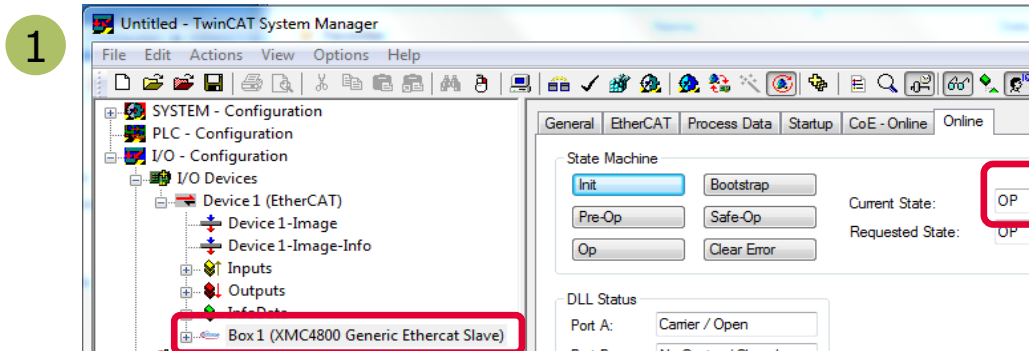 1
Untitled - TwinCAT System Manager
File Edit Actions View Options Help
SYSTEM - Configuration
PLC - Configuration
I/O - Configuration
I/O Devices
Device 1 (EtherCAT)
Device 1-Image
Device 1-Image-Info
Inputs
Outputs
InfoData
Box 1 (XMC4800 Generic Ethercat Slave)
General EtherCAT Process Data Startup CoE - Online Online
State Machine
Init Bootstrap
Pre-Op Safe-Op
Op Clear Error
Current State: OP
Requested State: OP
DLL Status
Port A: Carrier / Open